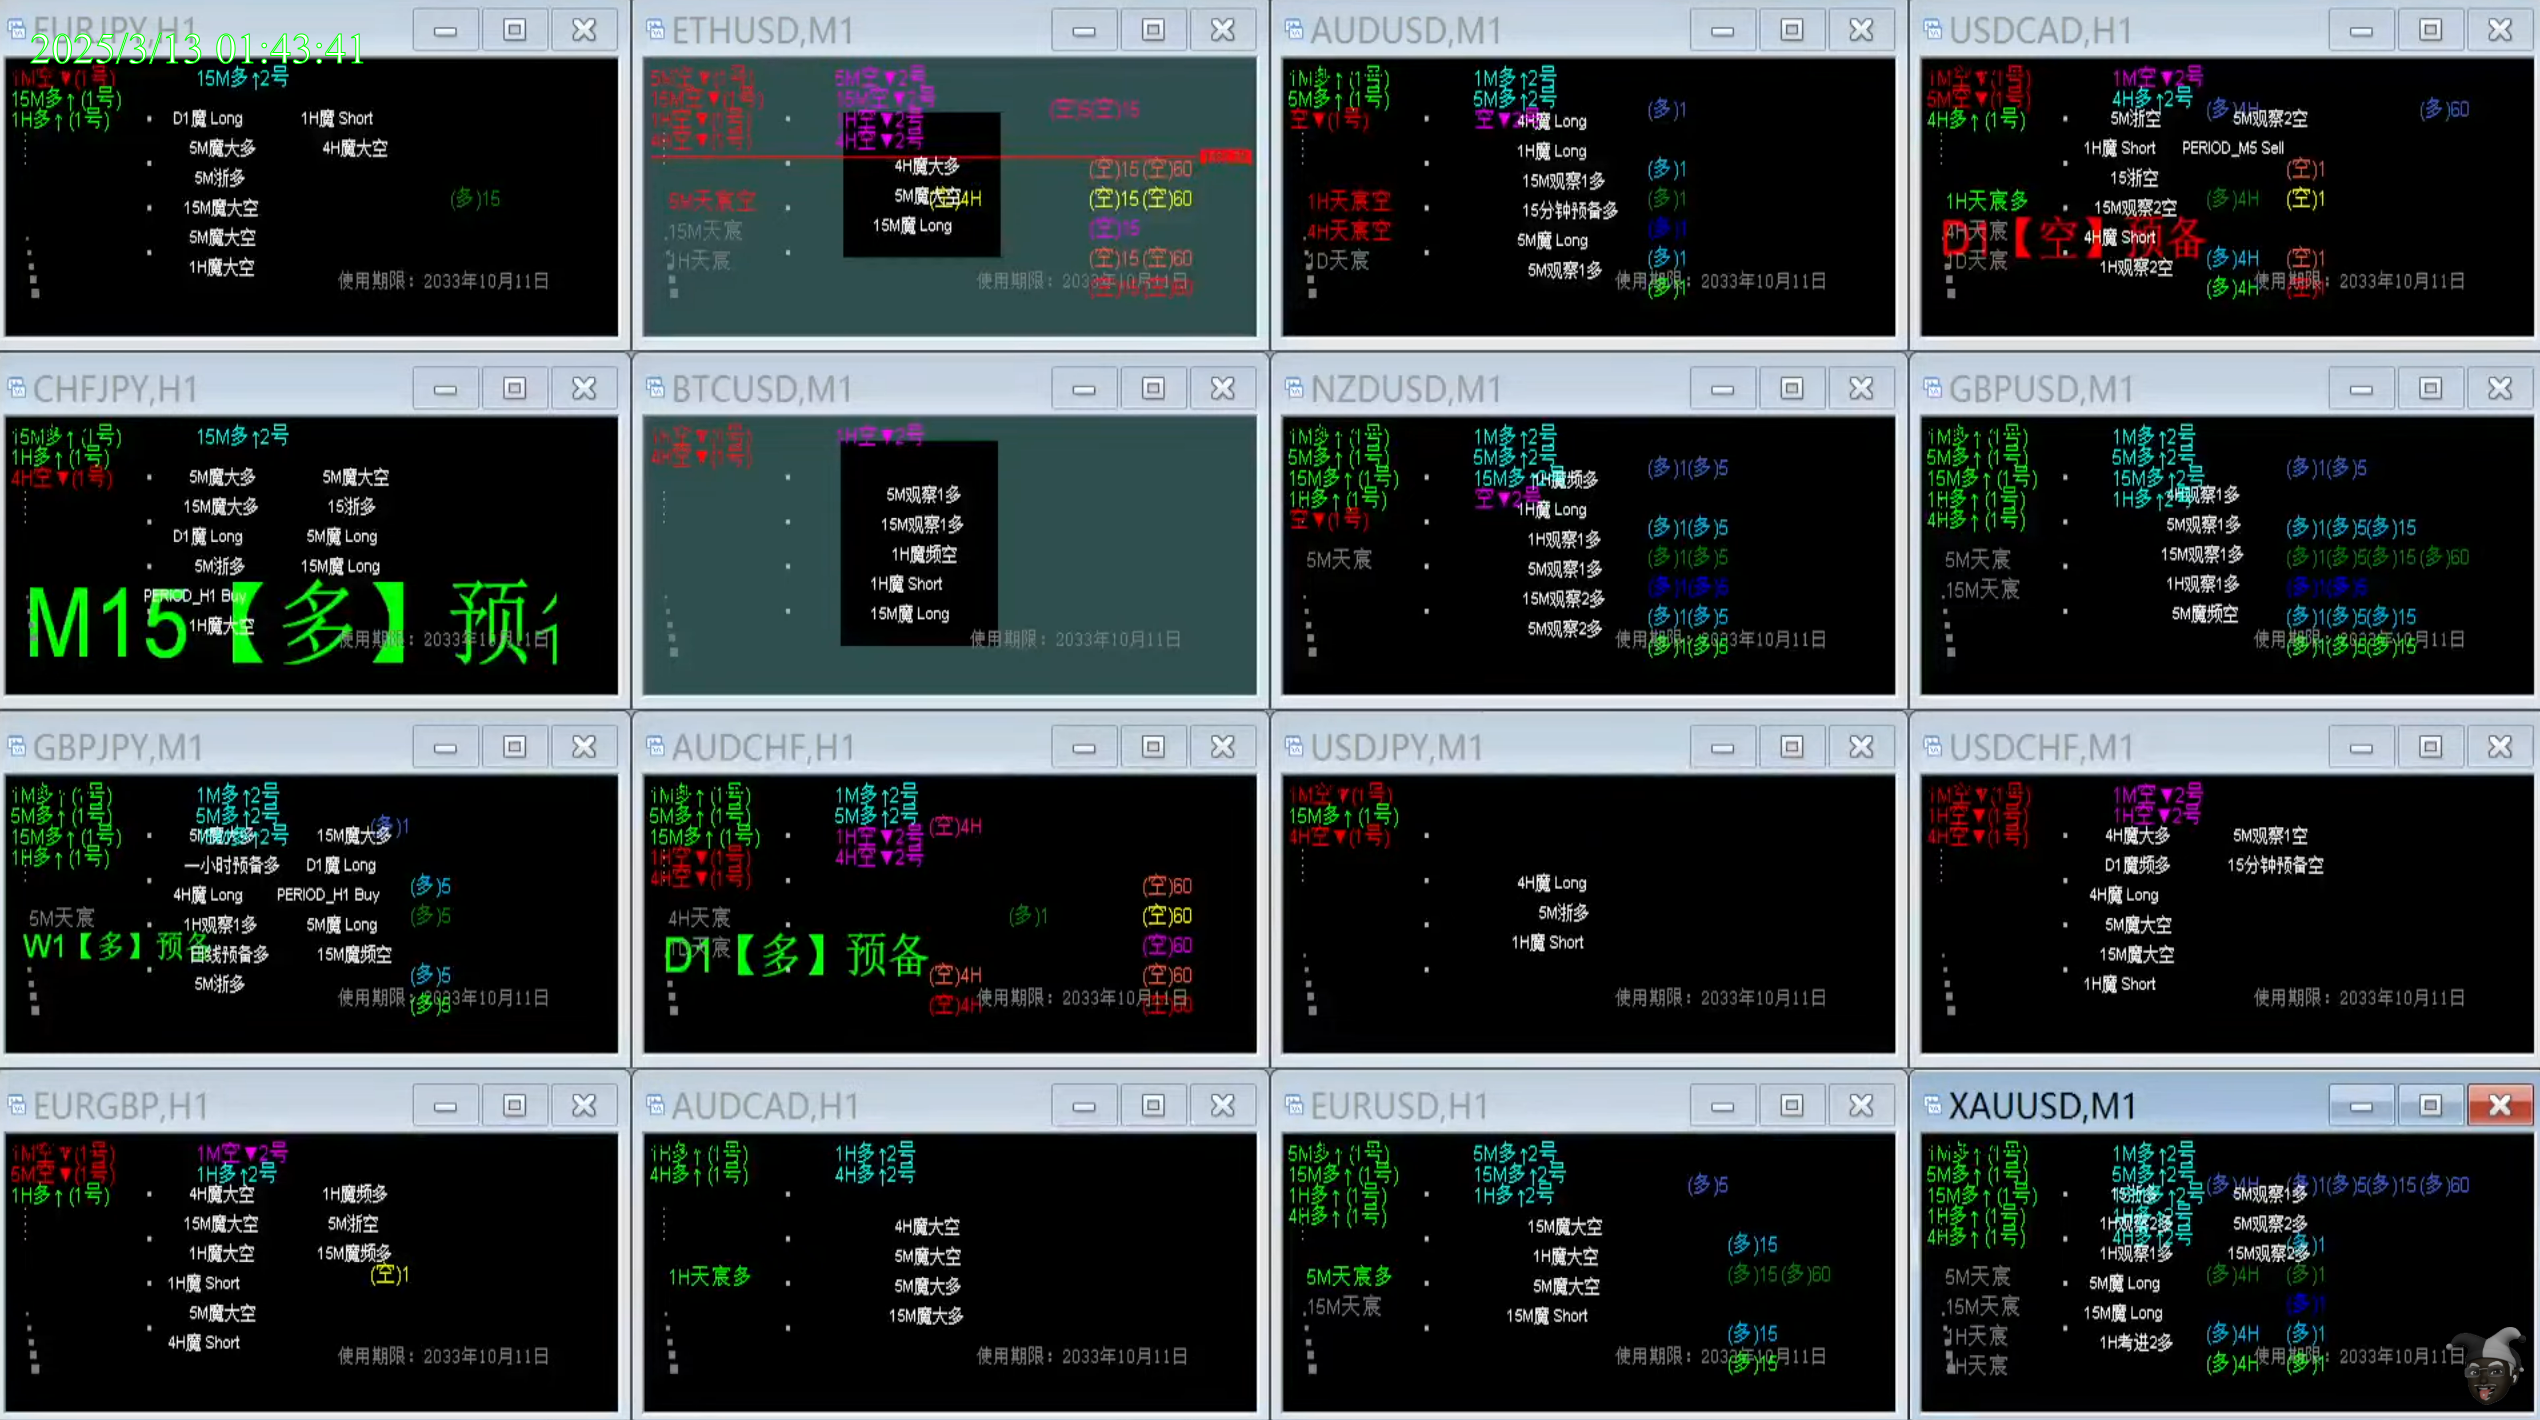 EURJPY,H1
2025/3/13 01:43:41
1M空▼(1号)
15M多↑2号
15M多↑(1号)
1H多↑(1号)
D1魔 Long 1H魔 Short
5M魔大多 4H魔大空
5M浙多
(多)15
15M魔大空
5M魔大空
1H魔大空
使用期限：2033年10月11日
ETHUSD,M1
5M空▼(1号) 5M空▼2号
15M空▼(1号) 15M空▼2号
1H空▼(1号) 1H空▼2号
4H空▼(1号) 4H空▼2号
4H魔大多
(空)15(空)60
5M天宸空
5M魔大空
(空)4H
(空)15(空)60
15M魔 Long
(空)15
.15M天宸
1H天宸
(空)15(空)60
使用期限：2033年10月11日
AUDUSD,M1
1M多↑(1号) 1M多↑2号
5M多↑(1号) 5M多↑2号
(多)1
空▼(1号) 空▼2号
4H魔 Long
1H魔 Long
(多)1
15M观察1多
1H天宸空
15分钟预备多
(多)1
4H天宸空
5M魔 Long
(多)1
1D天宸
5M观察1多
(多)1
使用期限：2033年10月11日
(多)1
USDCAD,H1
1M空▼(1号) 1M空▼2号
5M空▼(1号) 4H多↑2号
4H多↑(1号)
(多)4H
(多)60
5M浙空 5M观察2空
1H魔 Short PERIOD_M5 Sell
(空)1
15浙空
1H天宸多
15M观察2空
(多)4H (空)1
4H天宸
4H魔 Short
D1【空】预备
1D天宸
1H观察2空
(多)4H (空)1
使用期限：2033年10月11日
(多)4H (空)1
CHFJPY,H1
15M多↑(1号) 15M多↑2号
1H多↑(1号)
4H空▼(1号)
5M魔大多 5M魔大空
15M魔大多 15浙多
D1魔 Long 5M魔 Long
5M浙多 15M魔 Long
PERIOD_H1 Buy
1H魔大空
M15【多】预
使用期限：2033年10月11日
BTCUSD,M1
1H空▼(1号) 1H空▼2号
4H空▼(1号)
5M观察1多
15M观察1多
1H魔频空
1H魔 Short
15M魔 Long
使用期限：2033年10月11日
NZDUSD,M1
1M多↑(1号) 1M多↑2号
5M多↑(1号) 5M多↑2号
15M多↑(1号) 15M多↑2号
1H多↑(1号) 空▼2号
空▼(1号)
(多)1(多)5
1H魔 Long
(多)1(多)5
1H观察1多
5M天宸
(多)1(多)5
5M观察1多
(多)1(多)5
15M观察2多
(多)1(多)5
5M观察2多
使用期限：2033年10月11日
(多)1(多)5
GBPUSD,M1
1M多↑(1号) 1M多↑2号
5M多↑(1号) 5M多↑2号
15M多↑(1号) 15M多↑2号
1H多↑(1号) 1H多↑2号
4H多↑(1号)
(多)1(多)5
4H观察1多
5M观察1多
(多)1(多)5(多)15
15M观察1多
5M天宸
(多)1(多)5(多)15(多)60
1H观察1多
.15M天宸
(多)1(多)5
5M魔频空
(多)1(多)5(多)15
使用期限：2033年10月11日
(多)1(多)5(多)15
GBPJPY,M1
1M多↑(1号) 1M多↑2号
5M多↑(1号) 5M多↑2号
15M多↑(1号)
1H多↑(1号)
(多)1
5M魔大多 15M魔大多
一小时预备多 D1魔 Long
4H魔 Long PERIOD_H1 Buy
(多)5
5M天宸
1H观察1多 5M魔 Long
(多)5
W1【多】预备
日线预备多 15M魔频空
5M浙多
(多)5
使用期限：2033年10月11日
(多)5
AUDCHF,H1
1M多↑(1号) 1M多↑2号
5M多↑(1号) 5M多↑2号
15M多↑(1号) 1H空▼2号
1H空▼(1号) 4H空▼2号
4H空▼(1号)
(空)4H
(空)60
4H天宸
(多)1
(空)60
1D天宸
D1【多】预备
(空)60
(空)4H (空)60
(空)4H (空)60
使用期限：2033年10月11日
USDJPY,M1
1M空▼(1号)
15M多↑(1号)
4H空▼(1号)
4H魔 Long
5M浙多
1H魔 Short
使用期限：2033年10月11日
USDCHF,M1
1M空▼(1号) 1M空▼2号
1H空▼(1号) 1H空▼2号
4H空▼(1号)
4H魔大多 5M观察1空
D1魔频多 15分钟预备空
4H魔 Long
5M魔大空
15M魔大空
1H魔 Short
使用期限：2033年10月11日
EURGBP,H1
1M空▼(1号) 1M空▼2号
5M空▼(1号) 1H多↑2号
1H多↑(1号)
4H魔大空 1H魔频多
15M魔大空 5M浙空
1H魔大空 15M魔频多
(空)1
1H魔 Short
5M魔大空
4H魔 Short
使用期限：2033年10月11日
AUDCAD,H1
1H多↑(1号) 1H多↑2号
4H多↑(1号) 4H多↑2号
4H魔大空
5M魔大空
1H天宸多
5M魔大多
15M魔大多
使用期限：2033年10月11日
EURUSD,H1
5M多↑(1号) 5M多↑2号
15M多↑(1号) 15M多↑2号
1H多↑(1号) 1H多↑2号
4H多↑(1号)
(多)5
15M魔大空
(多)15
1H魔大空
5M天宸多
5M魔大空
(多)15(多)60
.15M天宸
15M魔 Short
(多)15
使用期限：2033年10月11日
(多)15
XAUUSD,M1
1M多↑(1号) 1M多↑2号
5M多↑(1号) 5M多↑2号
15M多↑(1号)
1H多↑(1号)
4H多↑(1号) 4H多↑2号
(多)4H (多)1(多)5(多)15(多)60
15浙多 5M观察1多
1H观察2多 5M观察2多
1H观察1多 15M观察2多
(多)1
5M天宸
5M魔 Long
(多)4H (多)1
.15M天宸
15M魔 Long
(多)1
1H天宸
1H考进2多
(多)4H (多)1
4H天宸
(多)4H (多)1
使用期限：2033年10月11日